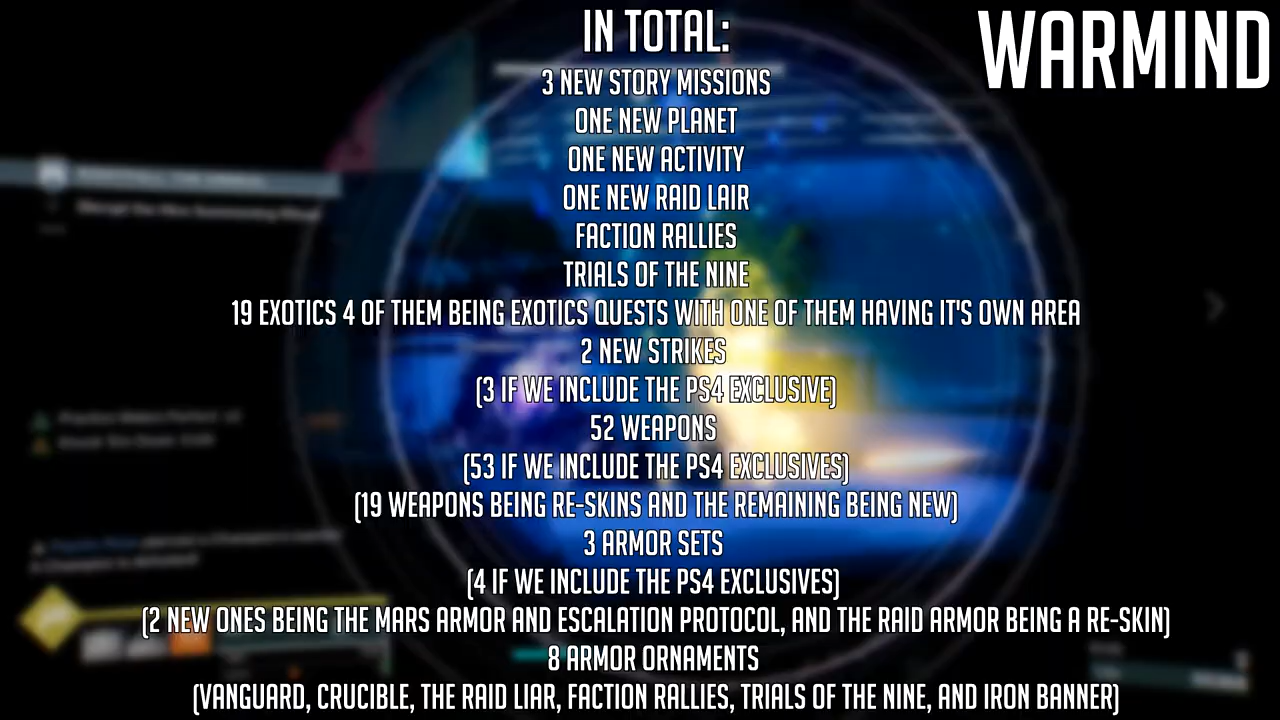 IN TOTAL:
WARMIND
3 NEW STORY MISSIONS
ONE NEW PLANET
ONE NEW ACTIVITY
ONE NEW RAID LAIR
FACTION RALLIES
TRIALS OF THE NINE
19 EXOTICS 4 OF THEM BEING EXOTICS QUESTS WITH ONE OF THEM HAVING IT'S OWN AREA
2 NEW STRIKES
(3 IF WE INCLUDE THE PS4 EXCLUSIVE)
52 WEAPONS
(53 IF WE INCLUDE THE PS4 EXCLUSIVES)
(19 WEAPONS BEING RE-SKINS AND THE REMAINING BEING NEW)
3 ARMOR SETS
(4 IF WE INCLUDE THE PS4 EXCLUSIVES)
(2 NEW ONES BEING THE MARS ARMOR AND ESCALATION PROTOCOL, AND THE RAID ARMOR BEING A RE-SKIN)
8 ARMOR ORNAMENTS
(VANGUARD, CRUCIBLE, THE RAID LIAR, FACTION RALLIES, TRIALS OF THE NINE, AND IRON BANNER)